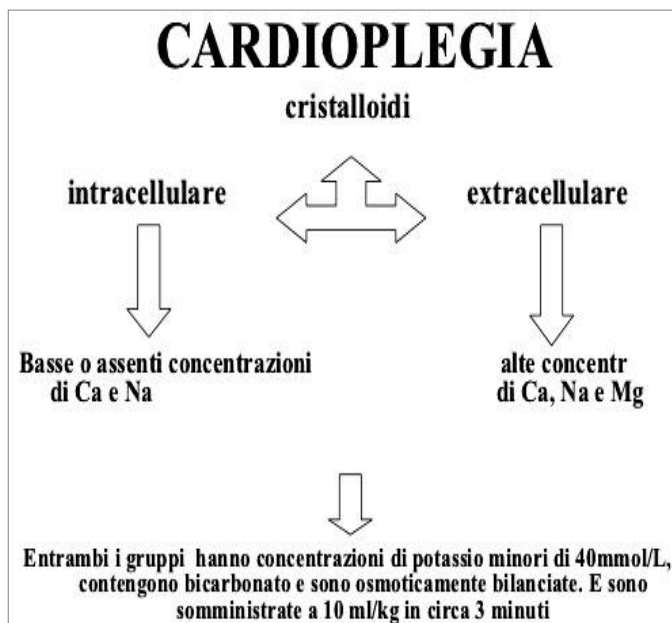 CARDIOPLEGIA
cristalloidi
intracellulare
extracellulare
Basse o assenti concentrazioni
di Ca e Na
alte concentr
di Ca, Na e Mg
Entrambi i gruppi hanno concentrazioni di potassio minori di 40mmol/L,
contengono bicarbonato e sono osmoticamente bilanciate. E sono
somministrate a 10 ml/kg in circa 3 minuti